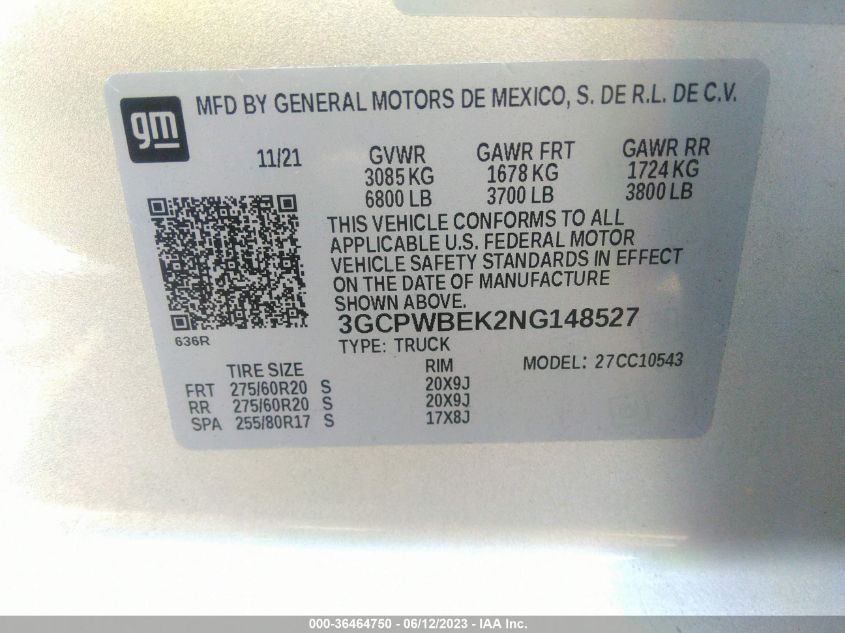 gm
MFD BY GENERAL MOTORS DE MEXICO, S. DE R.L. DE C.V.
11/21 GVWR GAWR FRT GAWR RR
3085 KG 1678 KG 1724 KG
6800 LB 3700 LB 3800 LB
THIS VEHICLE CONFORMS TO ALL
APPLICABLE U.S. FEDERAL MOTOR
VEHICLE SAFETY STANDARDS IN EFFECT
ON THE DATE OF MANUFACTURE
SHOWN ABOVE.
636R
3GCPWBEK2NG148527
TYPE: TRUCK
TIRE SIZE RIM MODEL: 27CC10543
FRT 275/60R20 S 20X9J
RR 275/60R20 S 20X9J
SPA 255/80R17 S 17X8J
000-36464750 - 06/12/2023 - IAA Inc.